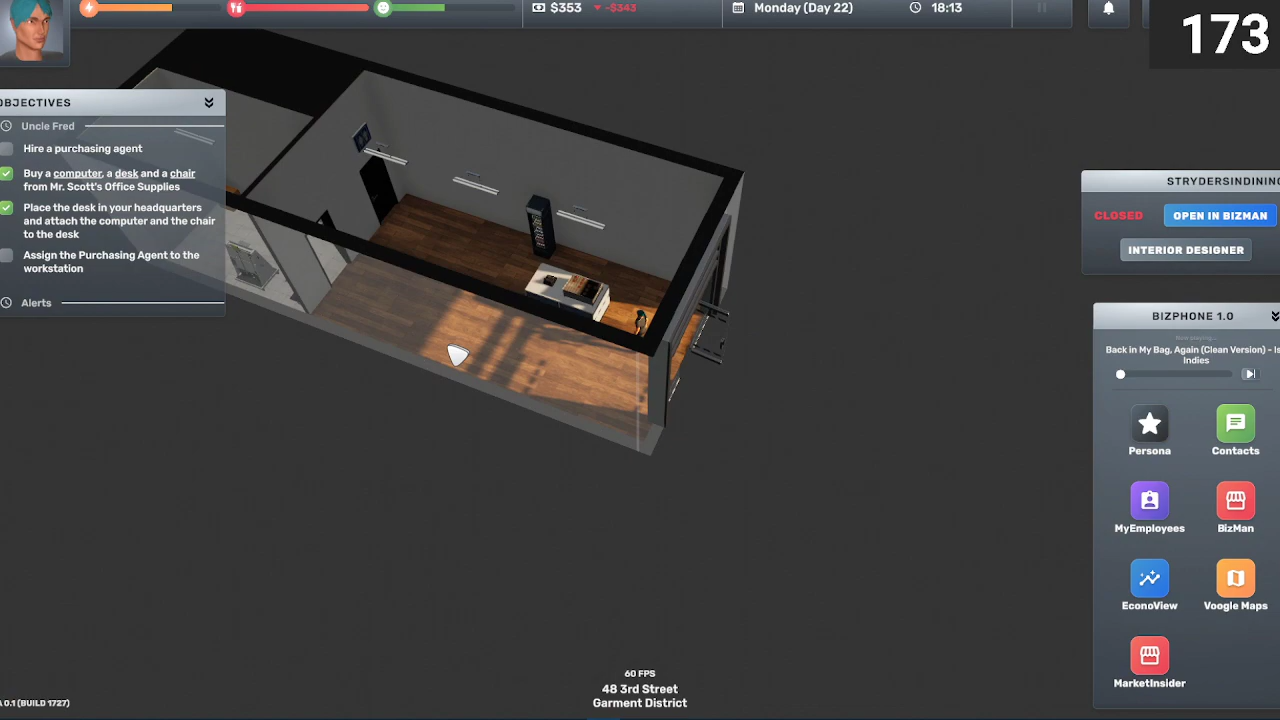 $353 -$343 Monday (Day 22) 18:13
173
OBJECTIVES
Uncle Fred
Hire a purchasing agent
Buy a computer, a desk and a chair
from Mr. Scott's Office Supplies
Place the desk in your headquarters
and attach the computer and the chair
to the desk
Assign the Purchasing Agent to the
workstation
Alerts
STRYDERSINDINING
CLOSED OPEN IN BIZMAN
INTERIOR DESIGNER
BIZPHONE 1.0
Now playing...
Back in My Bag, Again (Clean Version) - Is
Indies
Persona Contacts
MyEmployees BizMan
EconoView Voogle Maps
MarketInsider
60 FPS
48 3rd Street
Garment District
A 0.1 (BUILD 1727)